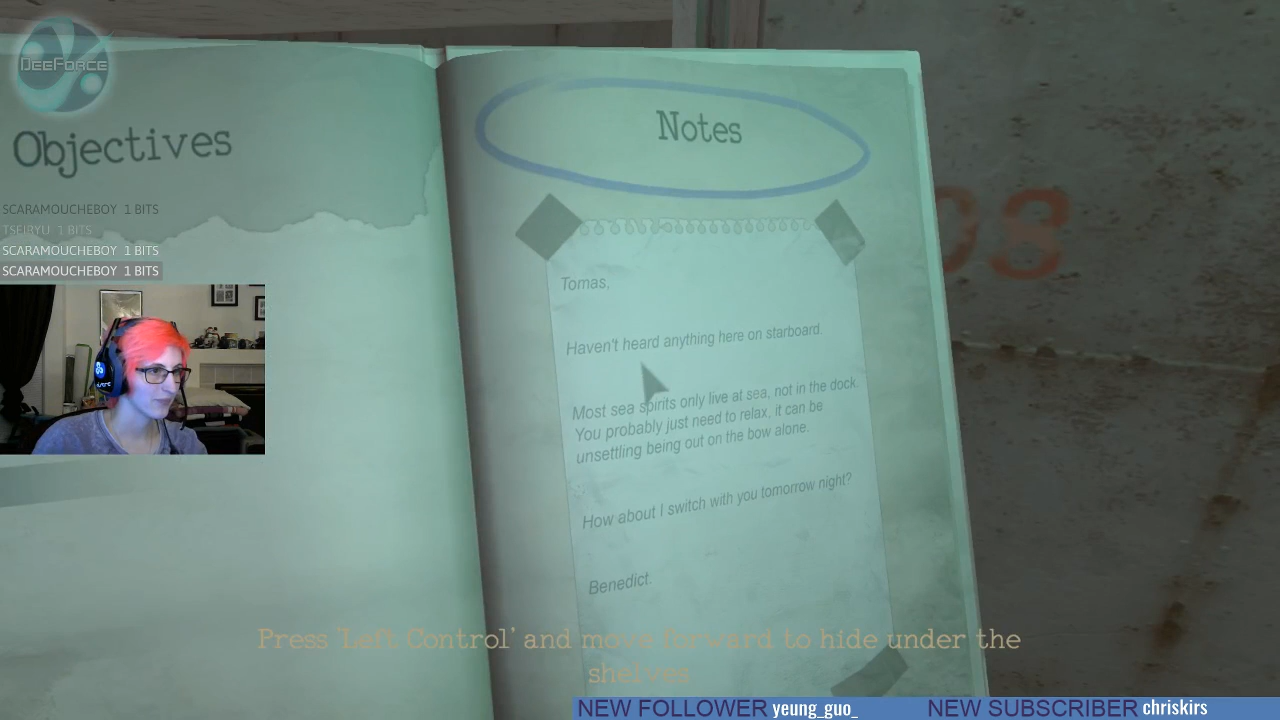 DEEFORCE
Objectives
SCARAMOUCHEBOY 1 BITS
TSEIRYU 1 BITS
SCARAMOUCHEBOY 1 BITS
SCARAMOUCHEBOY 1 BITS
Notes
Tomas,
Haven't heard anything here on starboard.
Most sea spirits only live at sea, not in the dock.
You probably just need to relax, it can be
unsettling being out on the bow alone.
How about I switch with you tomorrow night?
Benedict.
98
Press 'Left Control' and move forward to hide under the
shelves
NEW FOLLOWER yeung_guo_ NEW SUBSCRIBER chriskirs